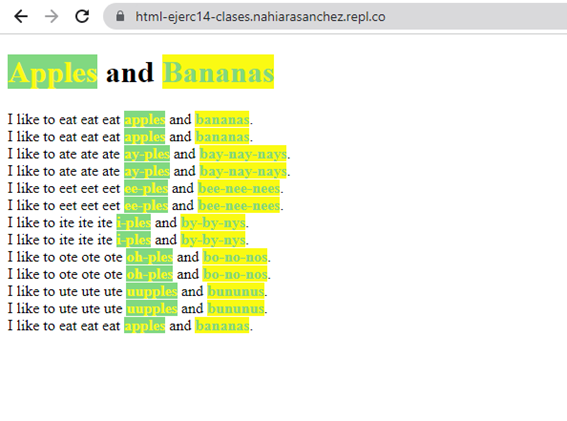 html-ejerc14-clases.nahiarasanchez.repl.co
Apples and Bananas
I like to eat eat eat apples and bananas.
I like to eat eat eat apples and bananas.
I like to ate ate ate ay-ples and bay-nay-nays.
I like to ate ate ate ay-ples and bay-nay-nays.
I like to eet eet eet ee-ples and bee-nee-nees.
I like to eet eet eet ee-ples and bee-nee-nees.
I like to ite ite ite i-ples and by-by-nys.
I like to ite ite ite i-ples and by-by-nys.
I like to ote ote ote oh-ples and bo-no-nos.
I like to ote ote ote oh-ples and bo-no-nos.
I like to ute ute ute uupples and bununus.
I like to ute ute ute uupples and bununus.
I like to eat eat eat apples and bananas.